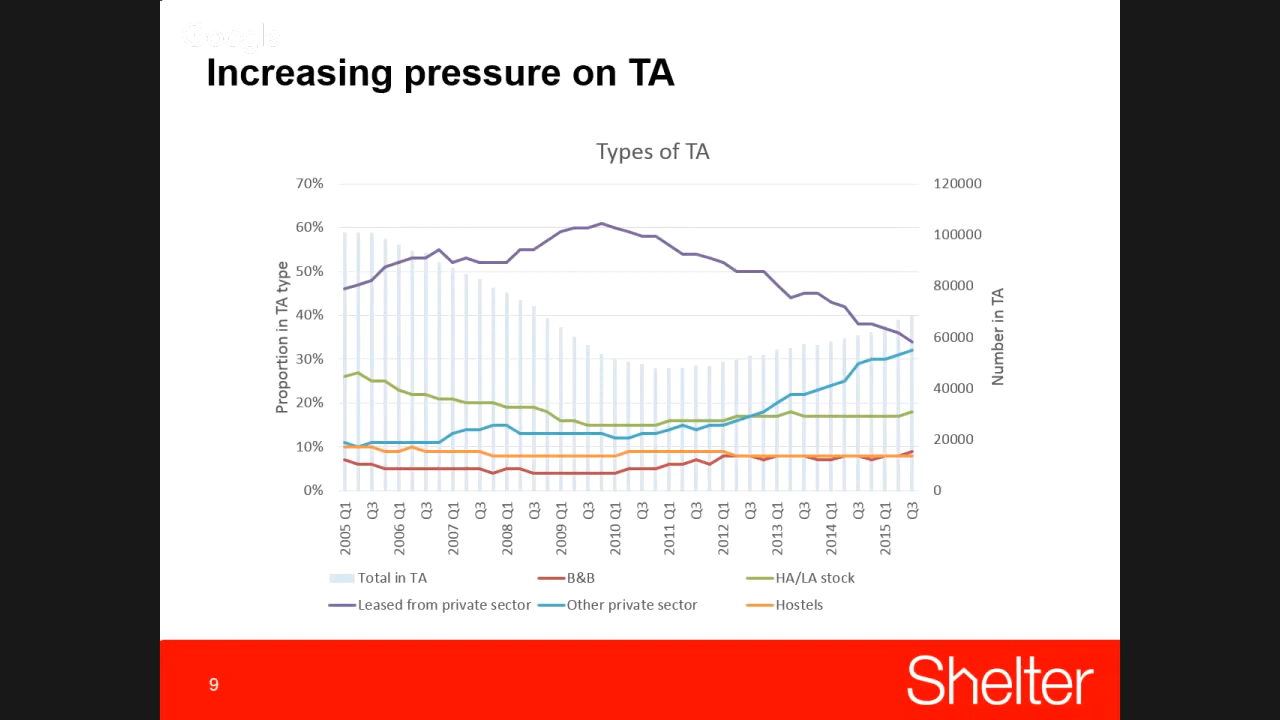 Google
Increasing pressure on TA
Types of TA
70%
60%
50%
40%
30%
20%
10%
0%
Proportion in TA type
120000
100000
80000
60000
40000
20000
0
Number in TA
2005 Q1
Q3
2006 Q1
Q3
2007 Q1
Q3
2008 Q1
Q3
2009 Q1
Q3
2010 Q1
Q3
2011 Q1
Q3
2012 Q1
Q3
2013 Q1
Q3
2014 Q1
Q3
2015 Q1
Q3
Total in TA B&B HA/LA stock
Leased from private sector Other private sector Hostels
9
Shelter